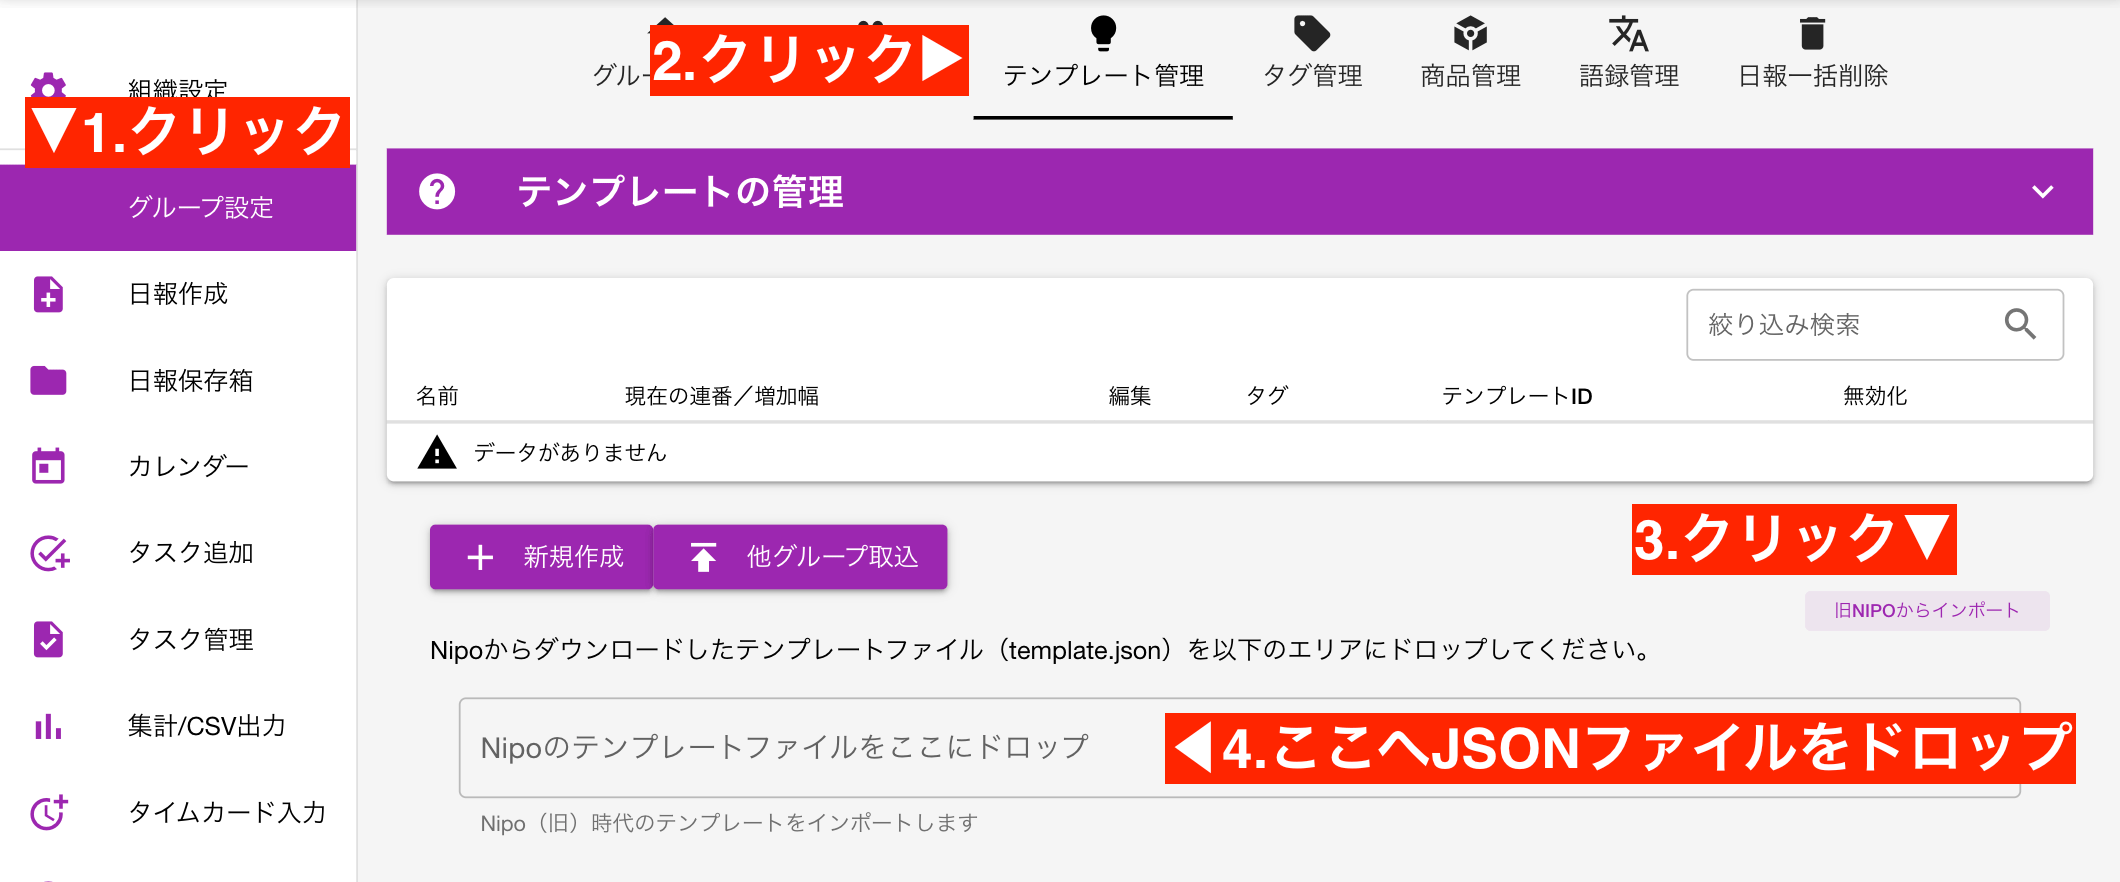 組織設定
▼1.クリック
グループ設定
日報作成
日報保存箱
カレンダー
タスク追加
タスク管理
集計/CSV出力
タイムカード入力
グルー
2.クリック▶
テンプレート管理
タグ管理
商品管理
語録管理
日報一括削除
テンプレートの管理
絞り込み検索
名前 現在の連番／増加幅 編集 タグ テンプレートID 無効化
データがありません
新規作成
他グループ取込
3.クリック▼
旧NIPOからインポート
Nipoからダウンロードしたテンプレートファイル（template.json）を以下のエリアにドロップしてください。
Nipoのテンプレートファイルをここにドロップ
◀4.ここへJSONファイルをドロップ
Nipo（旧）時代のテンプレートをインポートします